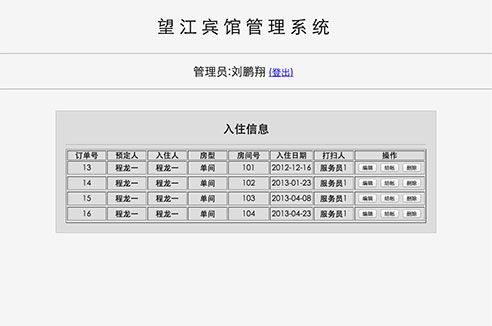 望江宾馆管理系统
管理员:刘鹏翔 (登出)
入住信息
订单号 预定人 入住人 房型 房间号 入住日期 打扫人 操作
13 程龙一 程龙一 单间 101 2012-12-16 服务员1 编辑 结帐 删除
14 程龙一 程龙一 单间 102 2013-01-23 服务员1 编辑 结帐 删除
15 程龙一 程龙一 单间 103 2013-04-08 服务员1 编辑 结帐 删除
16 程龙一 程龙一 单间 104 2013-04-23 服务员1 编辑 结帐 删除